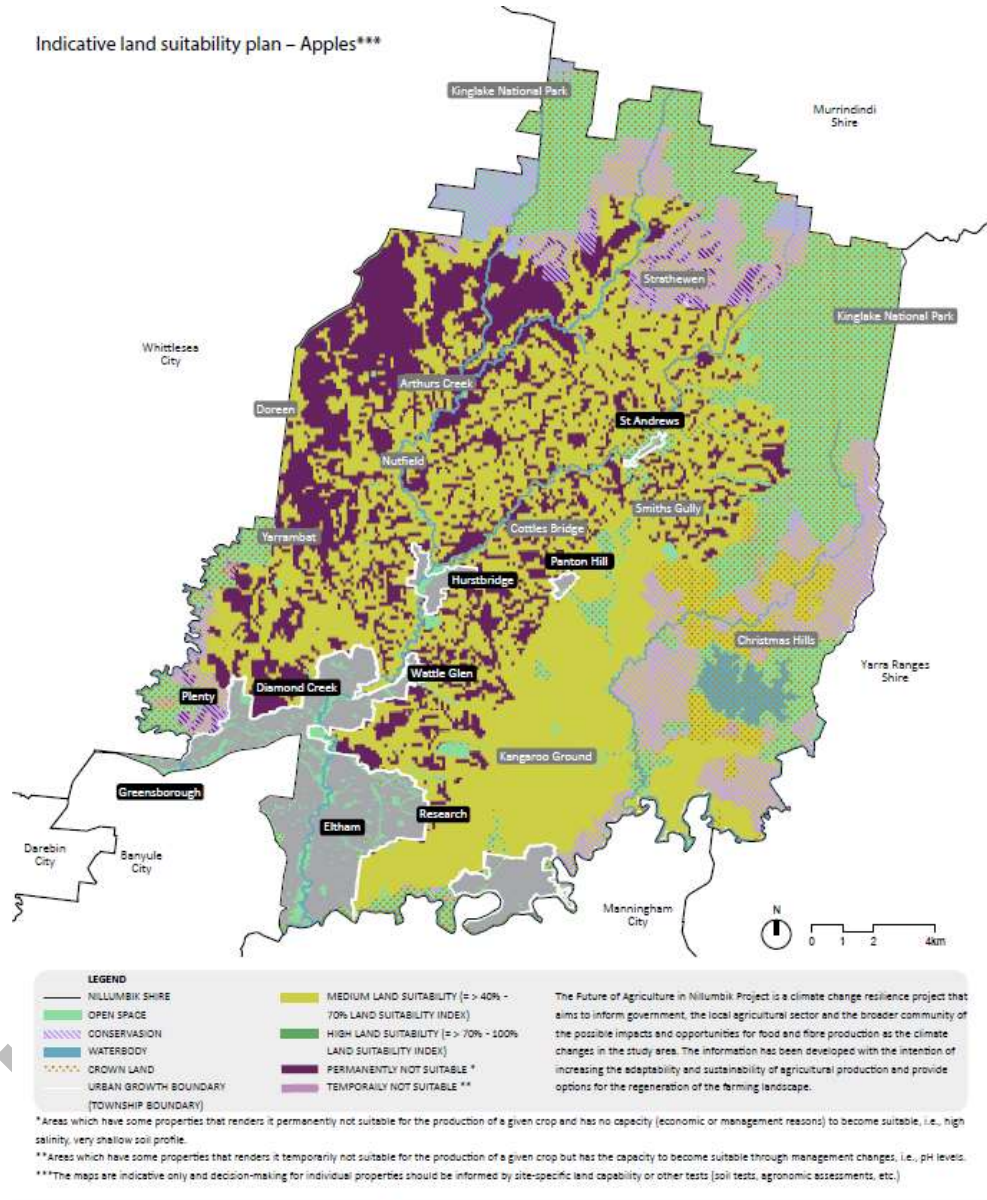 Indicative land suitability plan – Apples***
Kinglake National Park
Murrindindi
Shire
Strathewen
Kinglake National Park
Whittlesea
City
Arthurs Creek
Doreen
St Andrews
Nutfield
Smiths Gully
Cottles Bridge
Yarrambat
Panton Hill
Hurstbridge
Christmas Hills
Yarra Ranges
Shire
Wattle Glen
Diamond Creek
Plenty
Kangaroo Ground
Greensborough
Research
Eltham
Darebin
City
Banyule
City
Manningham
City
N
0 1 2 4km
LEGEND
NILLUMBIK SHIRE
OPEN SPACE
CONSERVASION
WATERBODY
CROWN LAND
URBAN GROWTH BOUNDARY
(TOWNSHIP BOUNDARY)
MEDIUM LAND SUITABILITY (= > 40% -
70% LAND SUITABILITY INDEX)
HIGH LAND SUITABILITY (= > 70% - 100%
LAND SUITABILITY INDEX)
PERMANENTLY NOT SUITABLE *
TEMPORAILY NOT SUITABLE **
The Future of Agriculture in Nillumbik Project is a climate change resilience project that
aims to inform government, the local agricultural sector and the broader community of
the possible impacts and opportunities for food and fibre production as the climate
changes in the study area. The information has been developed with the intention of
increasing the adaptability and sustainability of agricultural production and provide
options for the regeneration of the farming landscape.
*Areas which have some properties that renders it permanently not suitable for the production of a given crop and has no capacity (economic or management reasons) to become suitable, i.e., high
salinity, very shallow soil profile.
**Areas which have some properties that renders it temporarily not suitable for the production of a given crop but has the capacity to become suitable through management changes, i.e., pH levels.
***The maps are indicative only and decision-making for individual properties should be informed by site-specific land capability or other tests (soil tests, agronomic assessments, etc.)